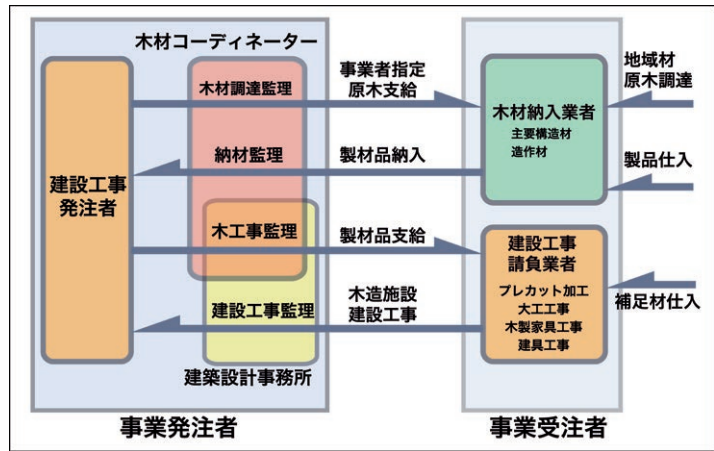 木材コーディネーター
木材調達監理
事業者指定
原木支給
地域材
原木調達
木材納入業者
主要構造材
造作材
納材監理
製材品納入
製品仕入
建設工事
発注者
木工事監理
製材品支給
建設工事
請負業者
プレカット加工
大工工事
木製家具工事
建具工事
建設工事監理
木造施設
建設工事
補足材仕入
建築設計事務所
事業発注者
事業受注者